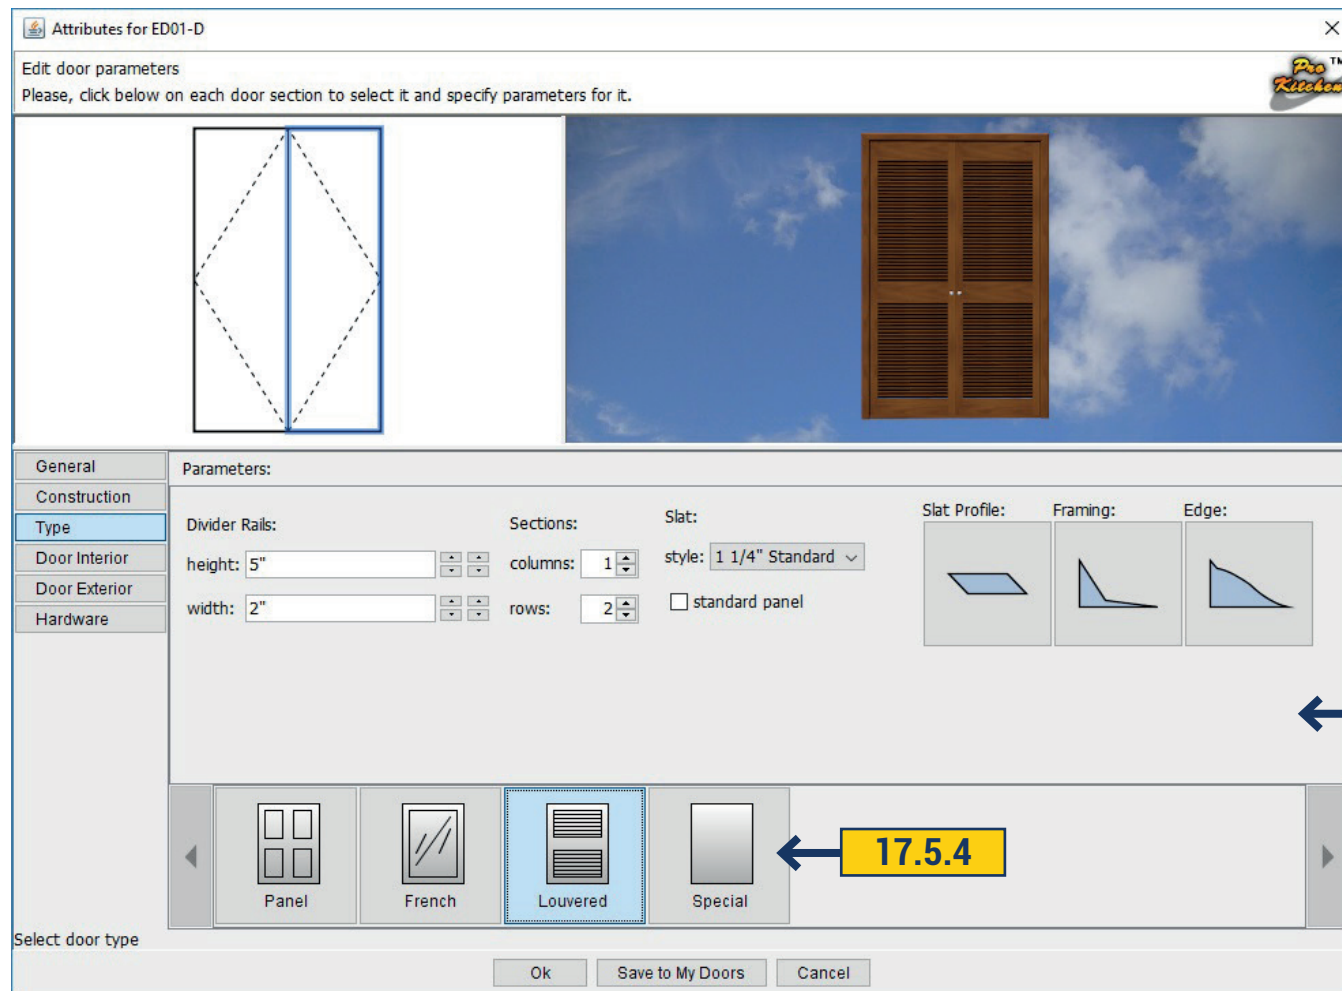 Attributes for ED01-D
Edit door parameters
Please, click below on each door section to select it and specify parameters for it.
Pro Kitchen™
General
Construction
Type
Door Interior
Door Exterior
Hardware
Parameters:
Divider Rails:
height: 5"
width: 2"
Sections:
columns: 1
rows: 2
Slat:
style: 1 1/4" Standard
standard panel
Slat Profile:
Framing:
Edge:
Panel
French
Louvered
Special
17.5.4
Select door type
Ok
Save to My Doors
Cancel